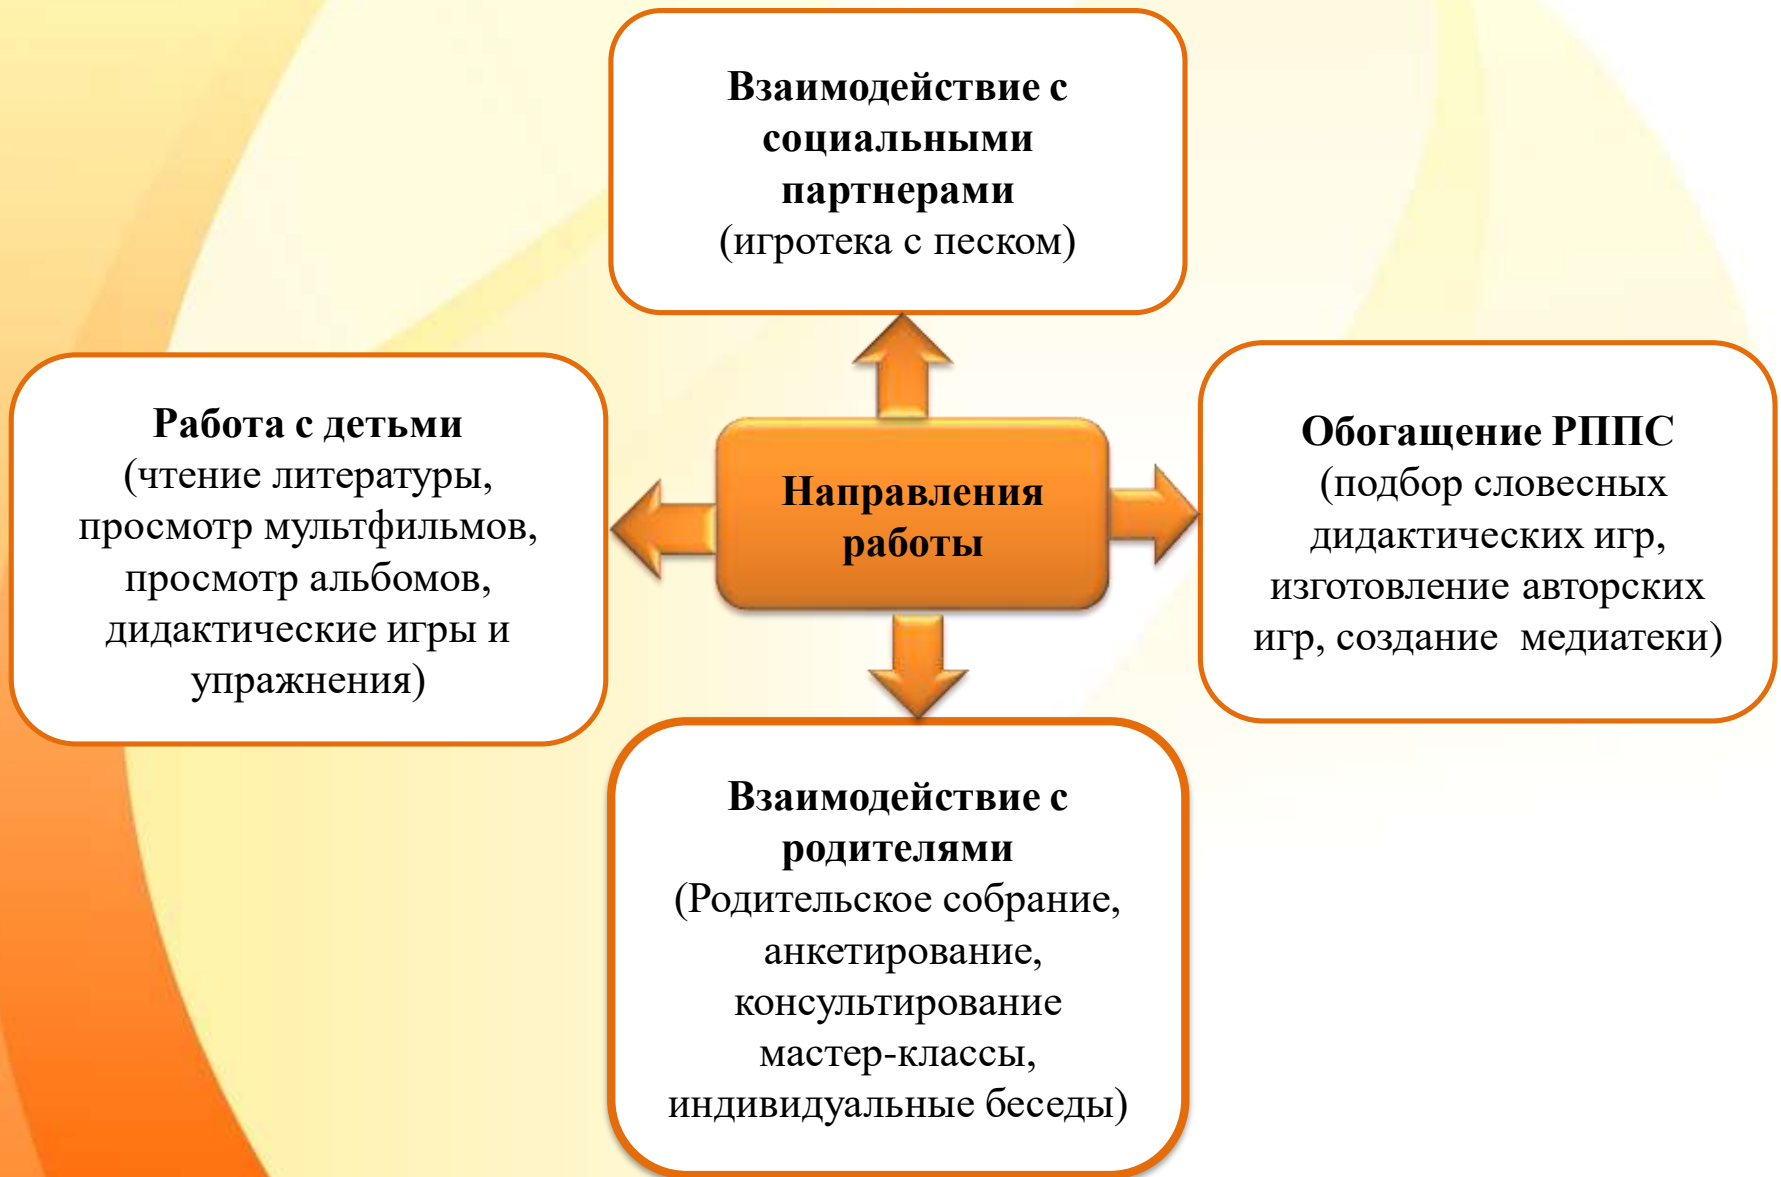 Взаимодействие с
социальными
партнерами
(игротека с песком)
Работа с детьми
(чтение литературы,
просмотр мультфильмов,
просмотр альбомов,
дидактические игры и
упражнения)
Направления
работы
Обогащение РППС
(подбор словесных
дидактических игр,
изготовление авторских
игр, создание  медиатеки)
Взаимодействие с
родителями
(Родительское собрание,
анкетирование,
консультирование
мастер-классы,
индивидуальные беседы)